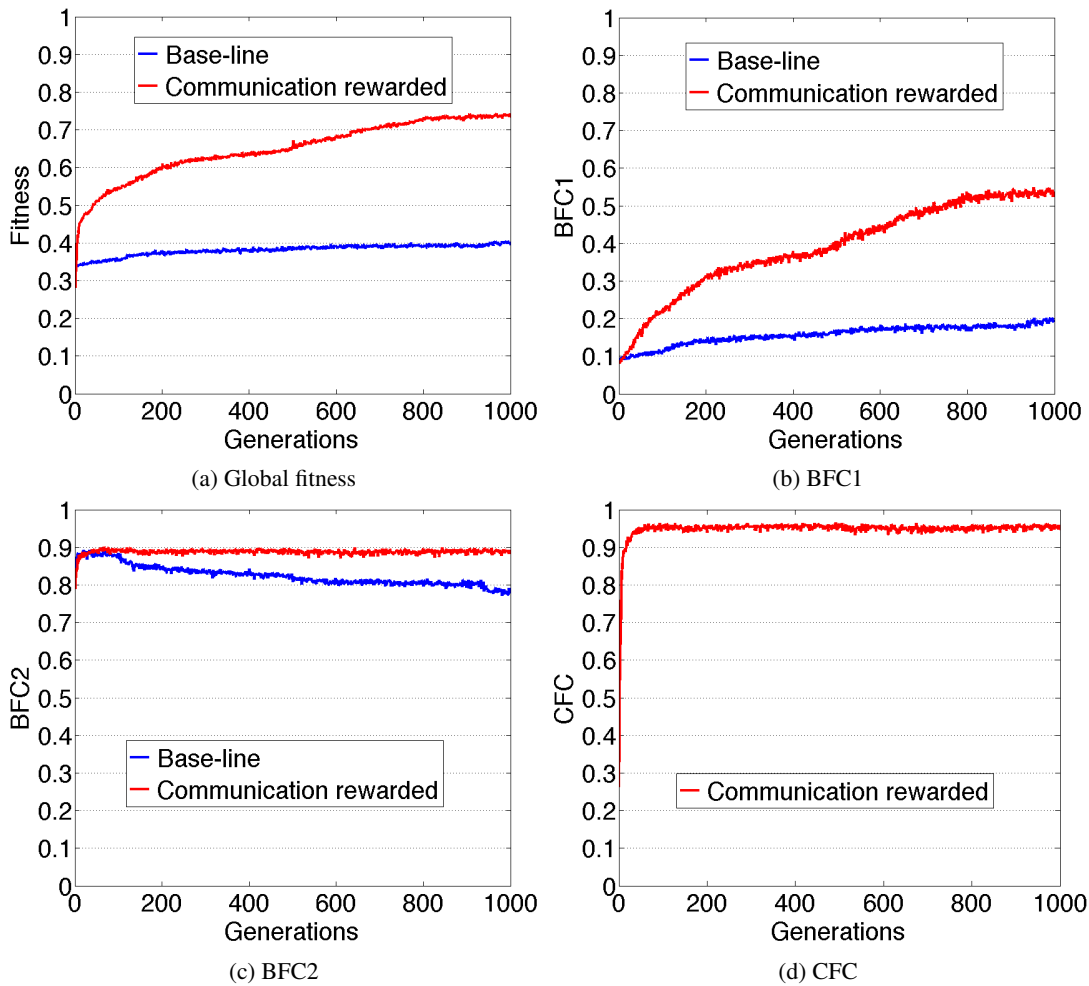 1
0.9
0.8
0.7
0.6
0.5
0.4
0.3
0.2
0.1
0
Fitness
Base-line
Communication rewarded
0 200 400 600 800 1000
Generations
(a) Global fitness
1
0.9
0.8
0.7
0.6
0.5
0.4
0.3
0.2
0.1
0
BFC1
Base-line
Communication rewarded
0 200 400 600 800 1000
Generations
(b) BFC1
1
0.9
0.8
0.7
0.6
0.5
0.4
0.3
0.2
0.1
0
BFC2
Base-line
Communication rewarded
0 200 400 600 800 1000
Generations
(c) BFC2
1
0.9
0.8
0.7
0.6
0.5
0.4
0.3
0.2
0.1
0
CFC
Communication rewarded
0 200 400 600 800 1000
Generations
(d) CFC